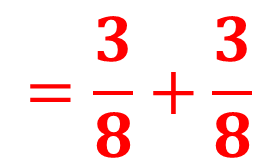 = 3/8 + 3/8